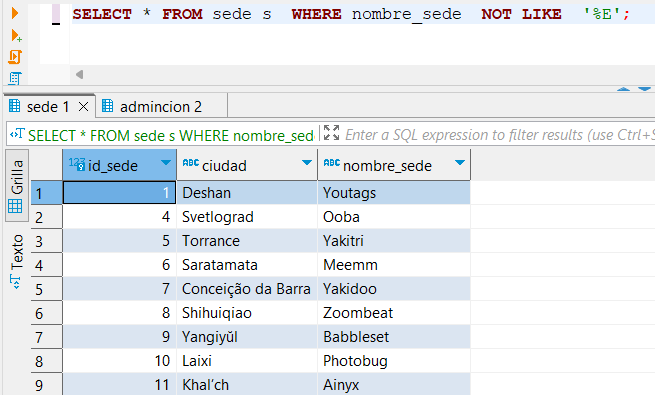 SELECT * FROM sede s  WHERE nombre_sede  NOT LIKE  '%E';
sede 1 admincion 2
SELECT * FROM sede s WHERE nombre_sed Enter a SQL expression to filter results (use Ctrl+S
Grilla
Texto
123 id_sede ABC ciudad ABC nombre_sede
1 1 Deshan Youtags
2 4 Svetlograd Ooba
3 5 Torrance Yakitri
4 6 Saratamata Meemm
5 7 Conceição da Barra Yakidoo
6 8 Shihuiqiao Zoombeat
7 9 Yangiyŭl Babbleset
8 10 Laixi Photobug
9 11 Khal’ch Ainyx